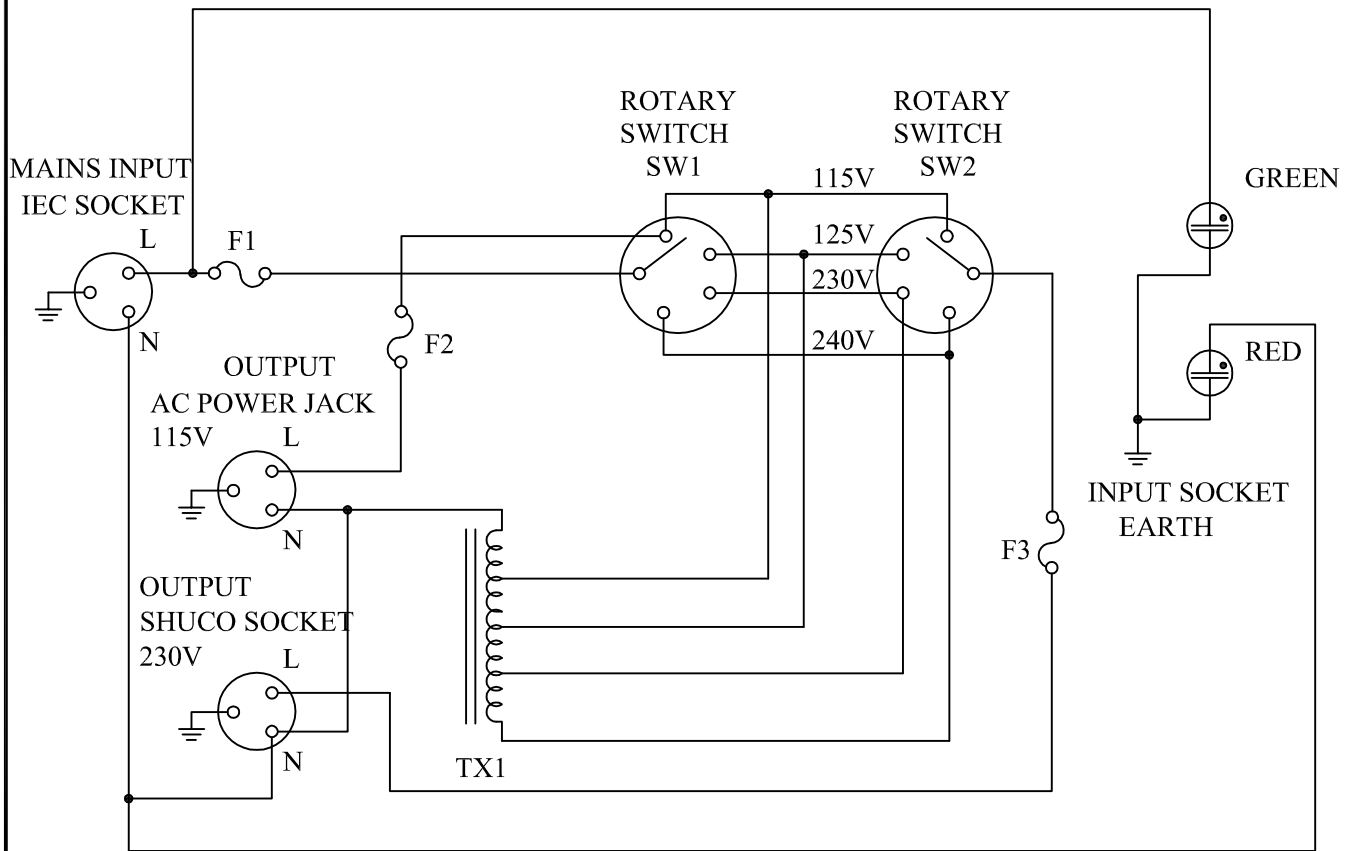 MAINS INPUT
IEC SOCKET
L
F1
N
ROTARY
SWITCH
SW1
ROTARY
SWITCH
SW2
115V
125V
230V
240V
GREEN
RED
F2
OUTPUT
AC POWER JACK
115V
L
N
INPUT SOCKET
EARTH
F3
OUTPUT
SHUCO SOCKET
230V
L
N
TX1